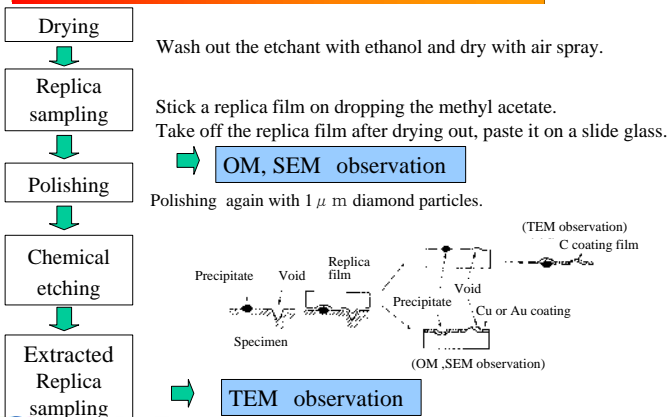 Drying
Wash out the etchant with ethanol and dry with air spray.
Replica
sampling
Stick a replica film on dropping the methyl acetate.
Take off the replica film after drying out, paste it on a slide glass.
OM, SEM observation
Polishing
Polishing again with 1 μ m diamond particles.
Chemical
etching
Precipitate
Void
Replica
film
Specimen
(TEM observation)
C coating film
Void
Precipitate
Cu or Au coating
(OM ,SEM observation)
Extracted
Replica
sampling
TEM observation